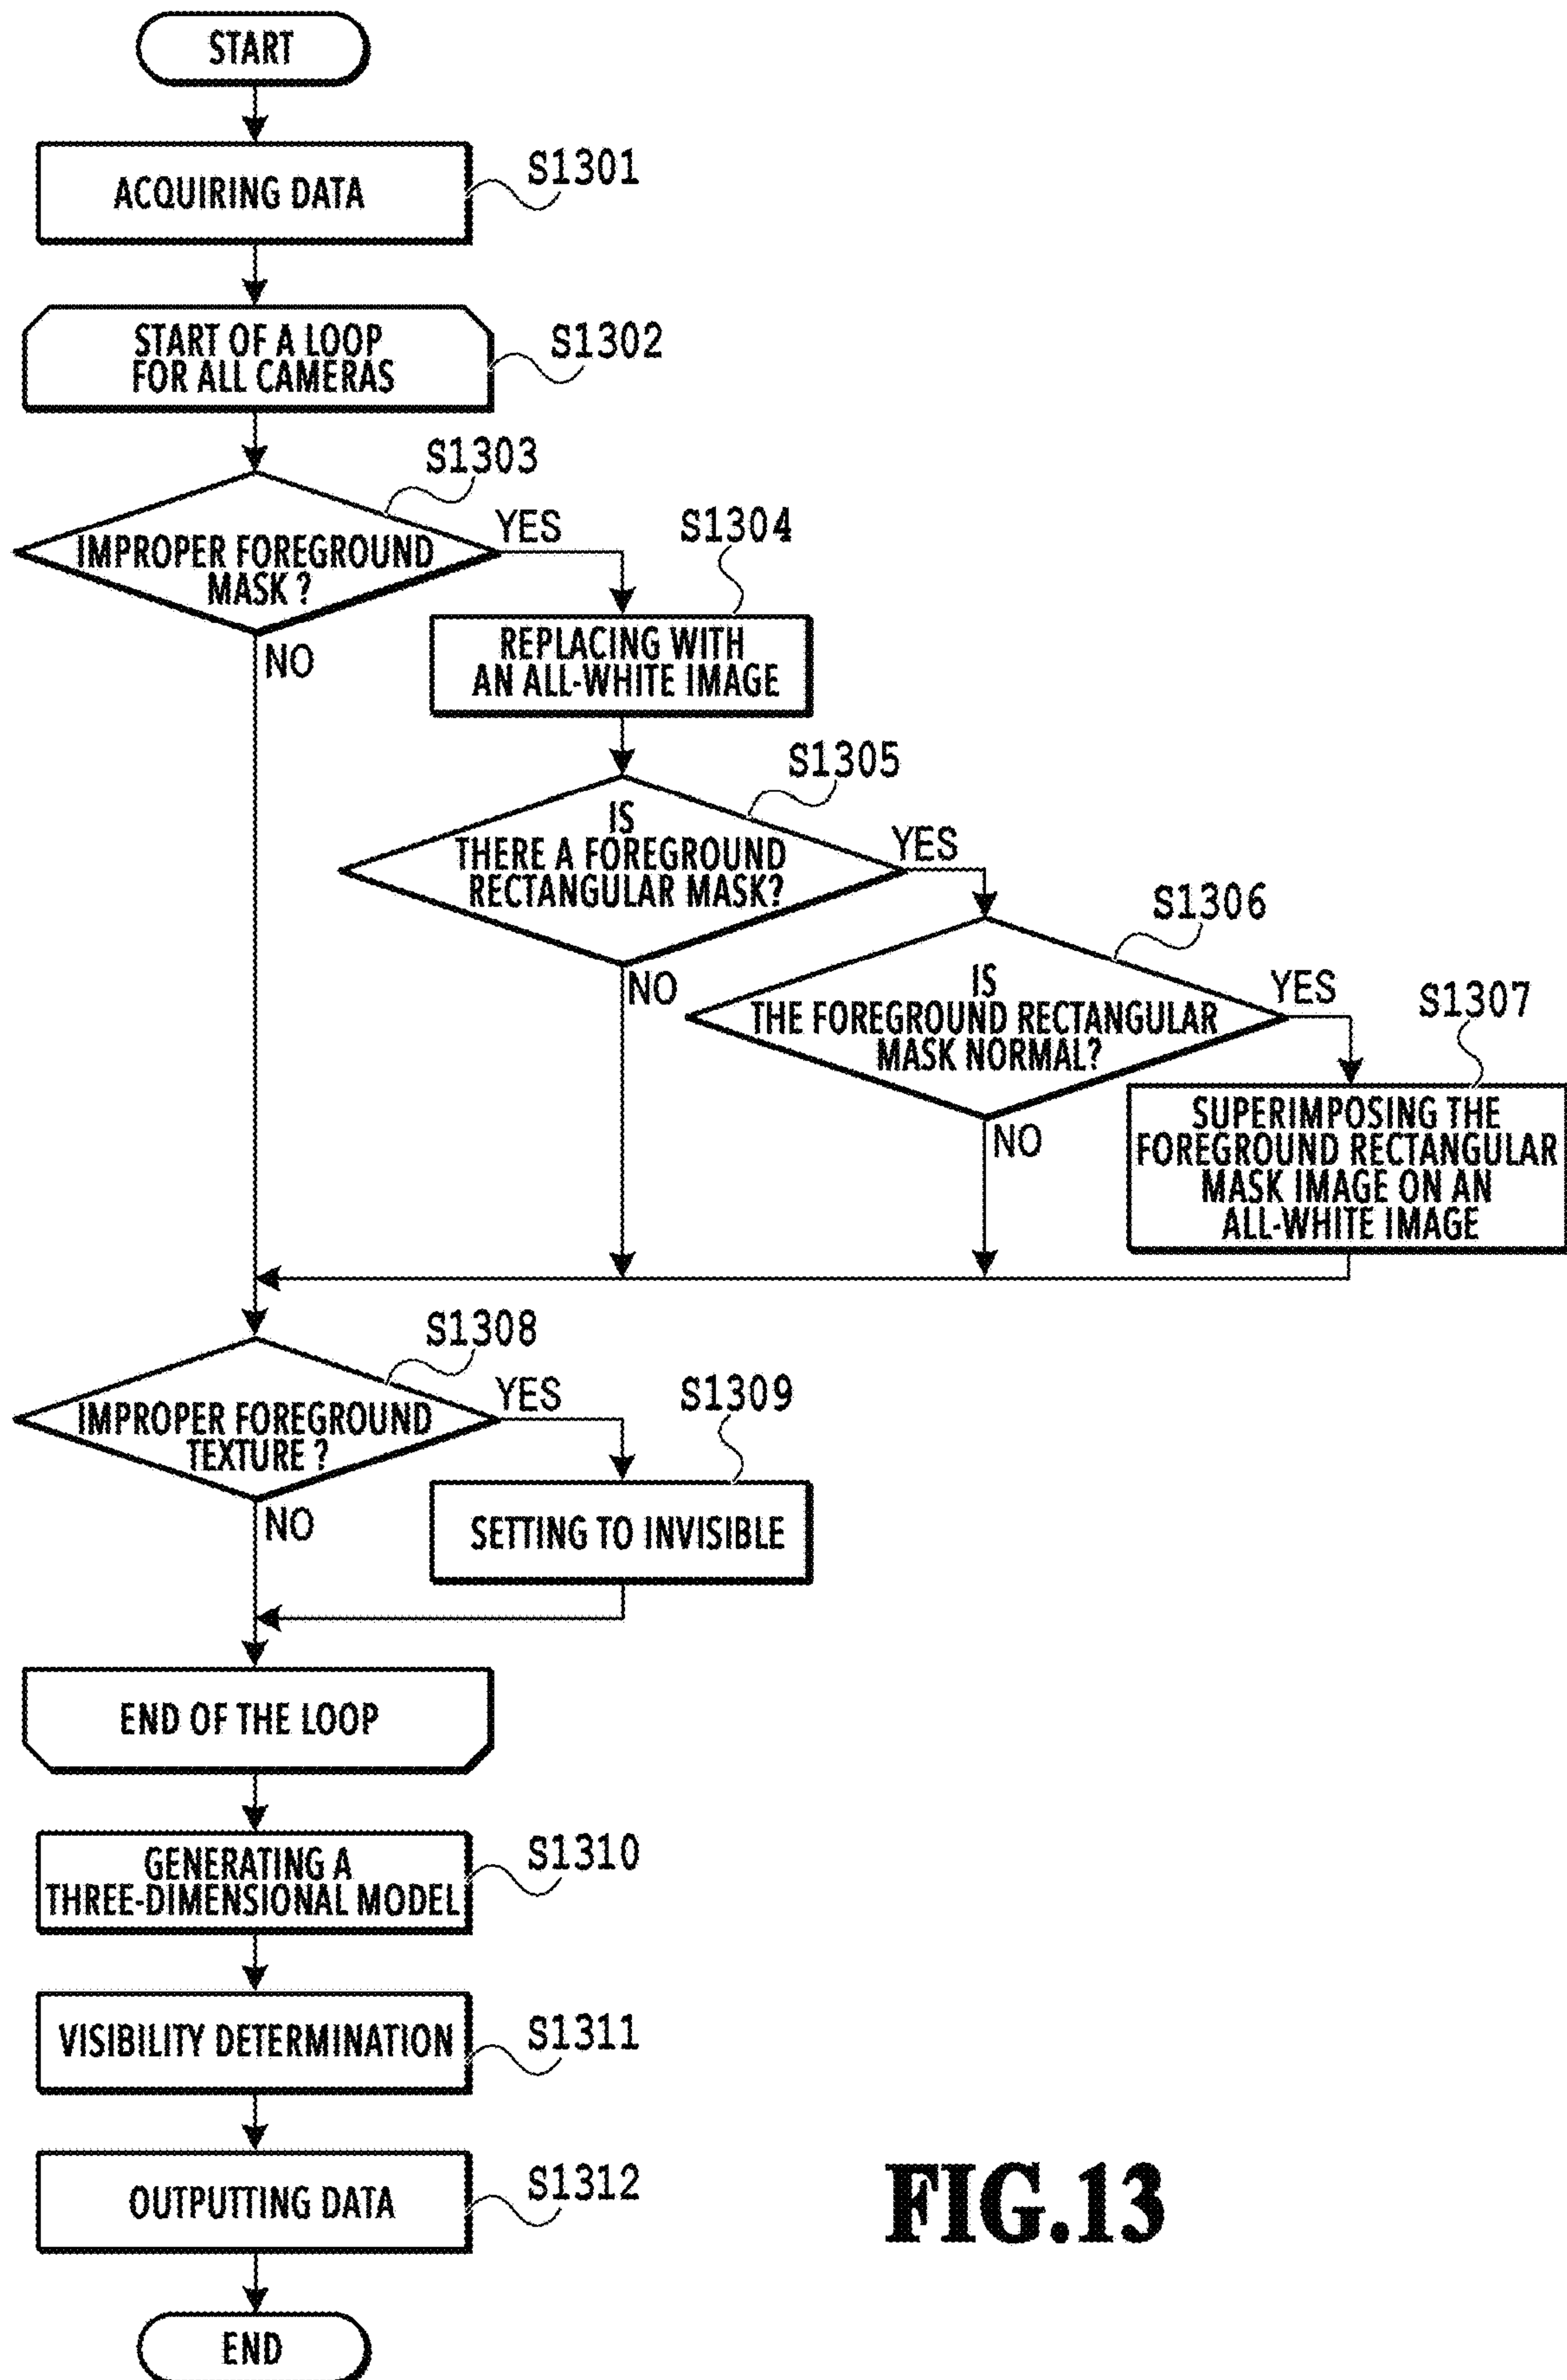 START
ACQUIRING DATA
S1301
START OF A LOOP
FOR ALL CAMERAS
S1302
S1303
IMPROPER FOREGROUND
MASK ?
YES
NO
S1304
REPLACING WITH
AN ALL-WHITE IMAGE
S1305
IS
THERE A FOREGROUND
RECTANGULAR MASK?
YES
NO
S1306
IS
THE FOREGROUND RECTANGULAR
MASK NORMAL?
YES
NO
S1307
SUPERIMPOSING THE
FOREGROUND RECTANGULAR
MASK IMAGE ON AN
ALL-WHITE IMAGE
S1308
IMPROPER FOREGROUND
TEXTURE ?
YES
NO
S1309
SETTING TO INVISIBLE
END OF THE LOOP
GENERATING A
THREE-DIMENSIONAL MODEL
S1310
VISIBILITY DETERMINATION
S1311
OUTPUTTING DATA
S1312
END
FIG.13